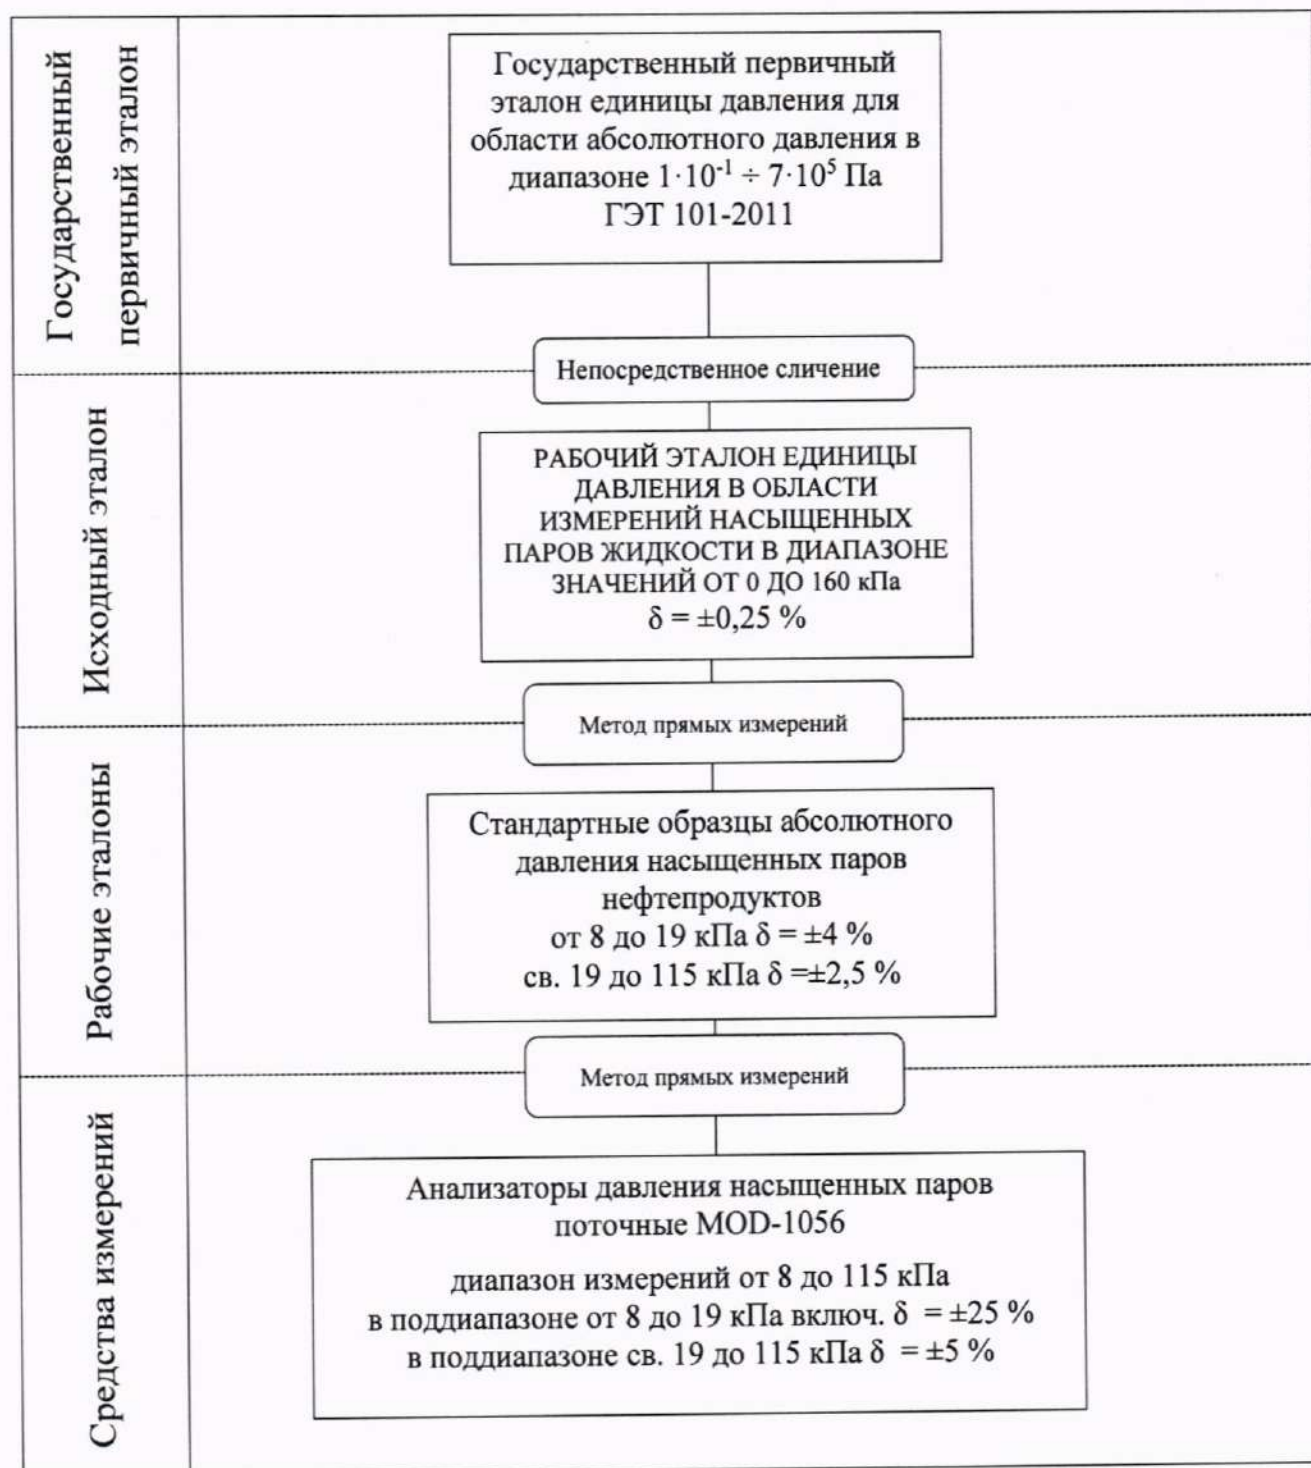 Государственный
первичный эталон
Государственный первичный
эталон единицы давления для
области абсолютного давления в
диапазоне 1·10⁻¹ ÷ 7·10⁵ Па
ГЭТ 101-2011
Непосредственное сличение
Исходный эталон
РАБОЧИЙ ЭТАЛОН ЕДИНИЦЫ
ДАВЛЕНИЯ В ОБЛАСТИ
ИЗМЕРЕНИЙ НАСЫЩЕННЫХ
ПАРОВ ЖИДКОСТИ В ДИАПАЗОНЕ
ЗНАЧЕНИЙ ОТ 0 ДО 160 кПа
δ = ±0,25 %
Метод прямых измерений
Рабочие эталоны
Стандартные образцы абсолютного
давления насыщенных паров
нефтепродуктов
от 8 до 19 кПа δ = ±4 %
св. 19 до 115 кПа δ =±2,5 %
Метод прямых измерений
Средства измерений
Анализаторы давления насыщенных паров
поточные MOD-1056
диапазон измерений от 8 до 115 кПа
в поддиапазоне от 8 до 19 кПа включ. δ = ±25 %
в поддиапазоне св. 19 до 115 кПа δ = ±5 %